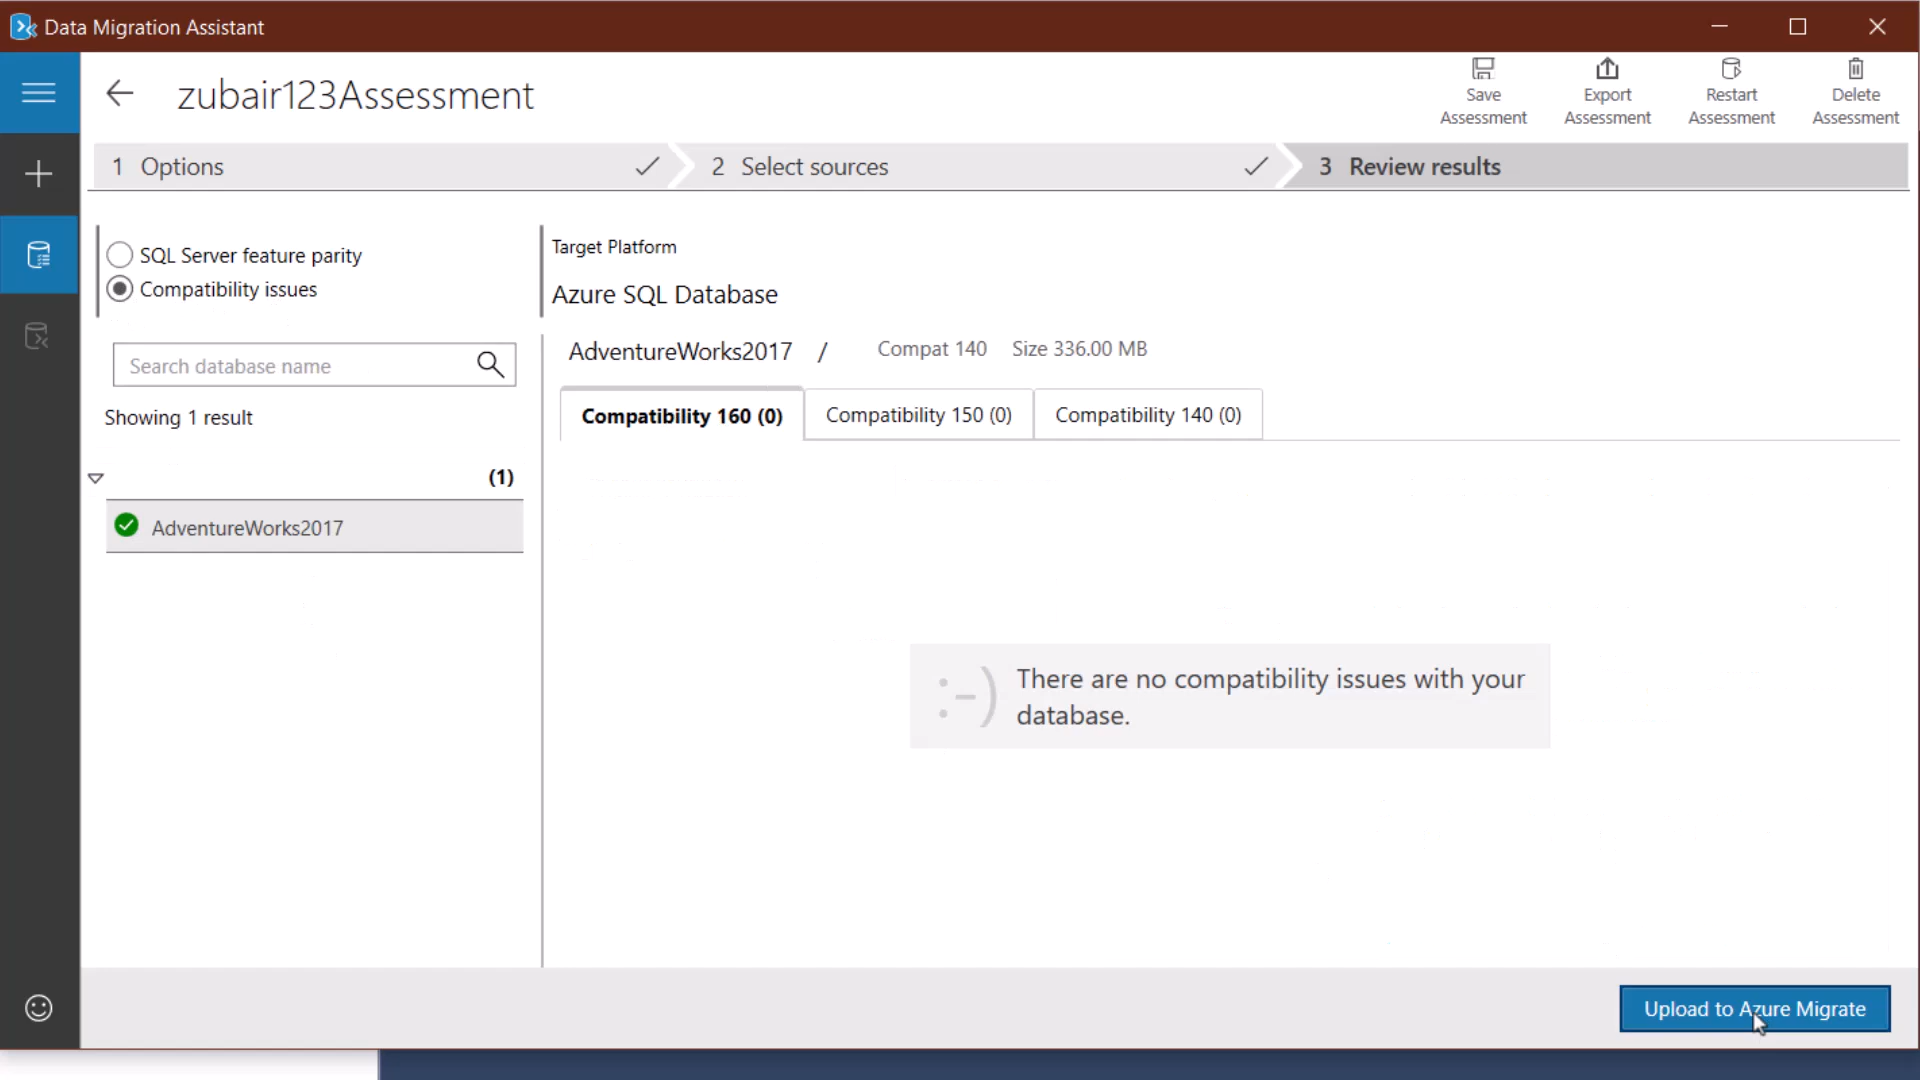 Data Migration Assistant
zubair123Assessment
Save
Assessment
Export
Assessment
Restart
Assessment
Delete
Assessment
1 Options
2 Select sources
3 Review results
SQL Server feature parity
Compatibility issues
Target Platform
Azure SQL Database
Search database name
Showing 1 result
(1)
AdventureWorks2017
AdventureWorks2017 / Compat 140 Size 336.00 MB
Compatibility 160 (0)
Compatibility 150 (0)
Compatibility 140 (0)
:-)
There are no compatibility issues with your
database.
Upload to Azure Migrate